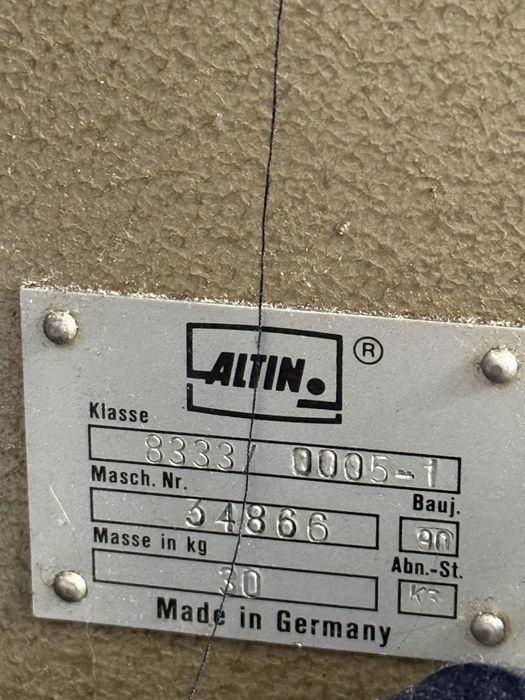 ALTIN ®
Klasse
8333/ 0005-1
Masch. Nr.
Bauj.
34866
90
Masse in kg
Abn.-St.
30
Made in Germany